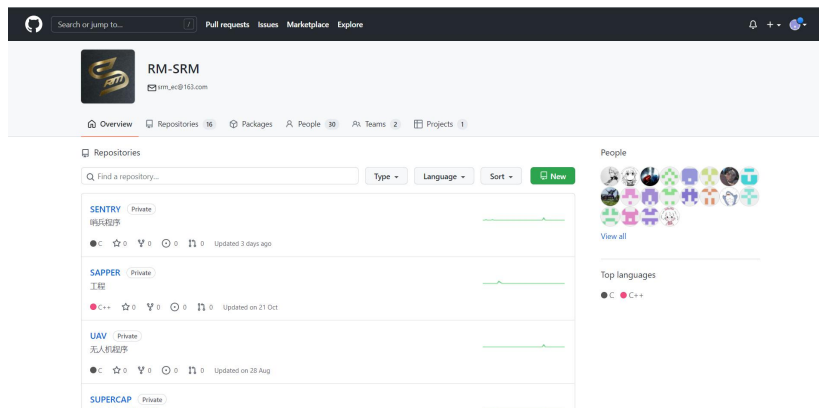 Search or jump to... /
Pull requests Issues Marketplace Explore
RM-SRM
srm_ec@163.com
Overview Repositories 16 Packages People 30 Teams 2 Projects 1
Repositories
Find a repository...
Type Language Sort New
SENTRY Private
哨兵程序
C 0 0 0 0 Updated 3 days ago
SAPPER Private
工程
C++ 0 0 0 0 Updated on 21 Oct
UAV Private
无人机程序
C 0 0 0 0 Updated on 28 Aug
SUPERCAP Private
People
View all
Top languages
C C++